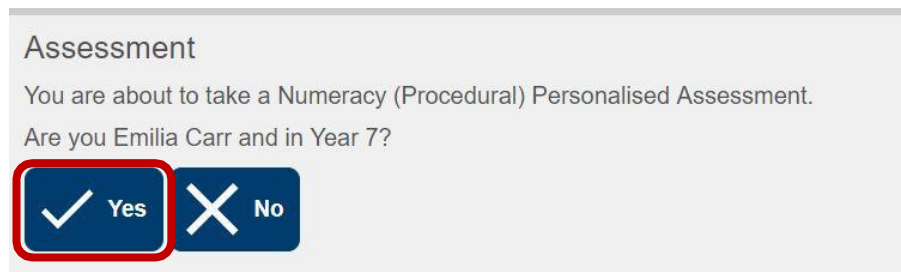 Assessment
You are about to take a Numeracy (Procedural) Personalised Assessment.
Are you Emilia Carr and in Year 7?
Yes No